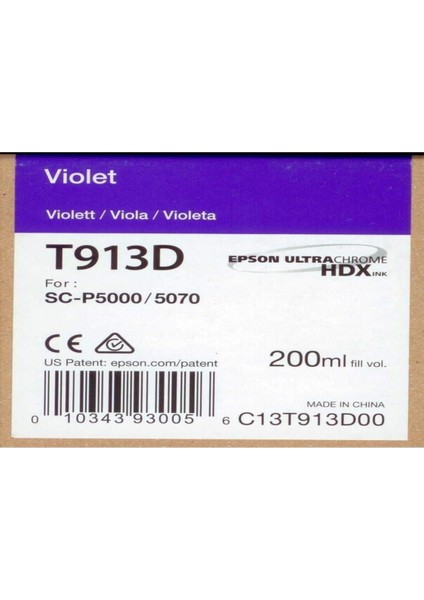 Violet
Violett / Viola / Violeta
T913D
EPSON ULTRACHROME
HDX INK
For :
SC-P5000 / 5070
CE
200ml fill vol.
US Patent: epson.com/patent
MADE IN CHINA
0 10343 93005 6
C13T913D00